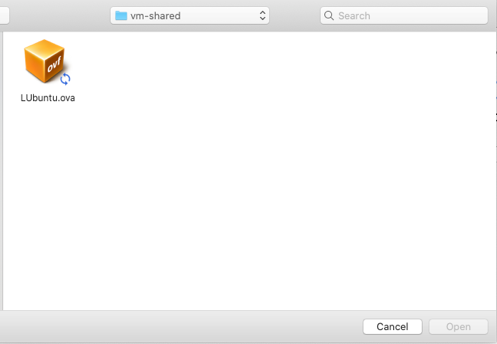 vm-shared
Search
ovf
LUbuntu.ova
Cancel
Open